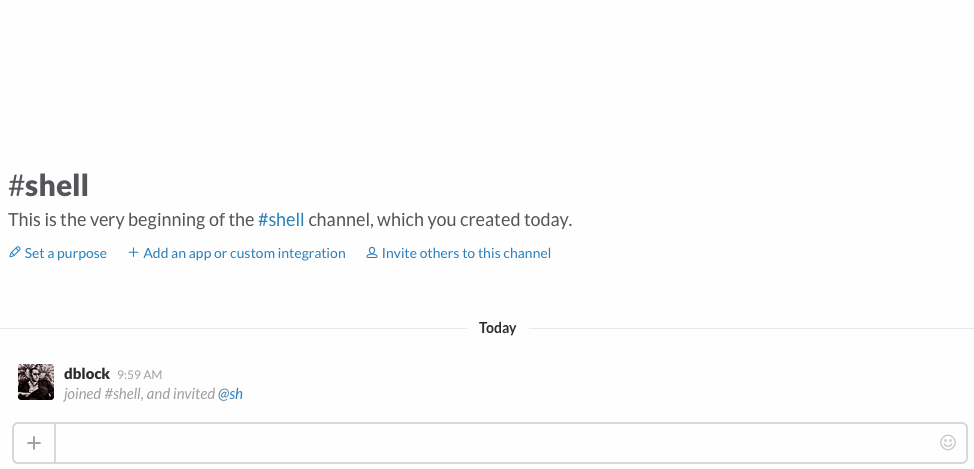 #shell
This is the very beginning of the #shell channel, which you created today.
Set a purpose + Add an app or custom integration Invite others to this channel
Today
dblock 9:59 AM
joined #shell, and invited @sh
+